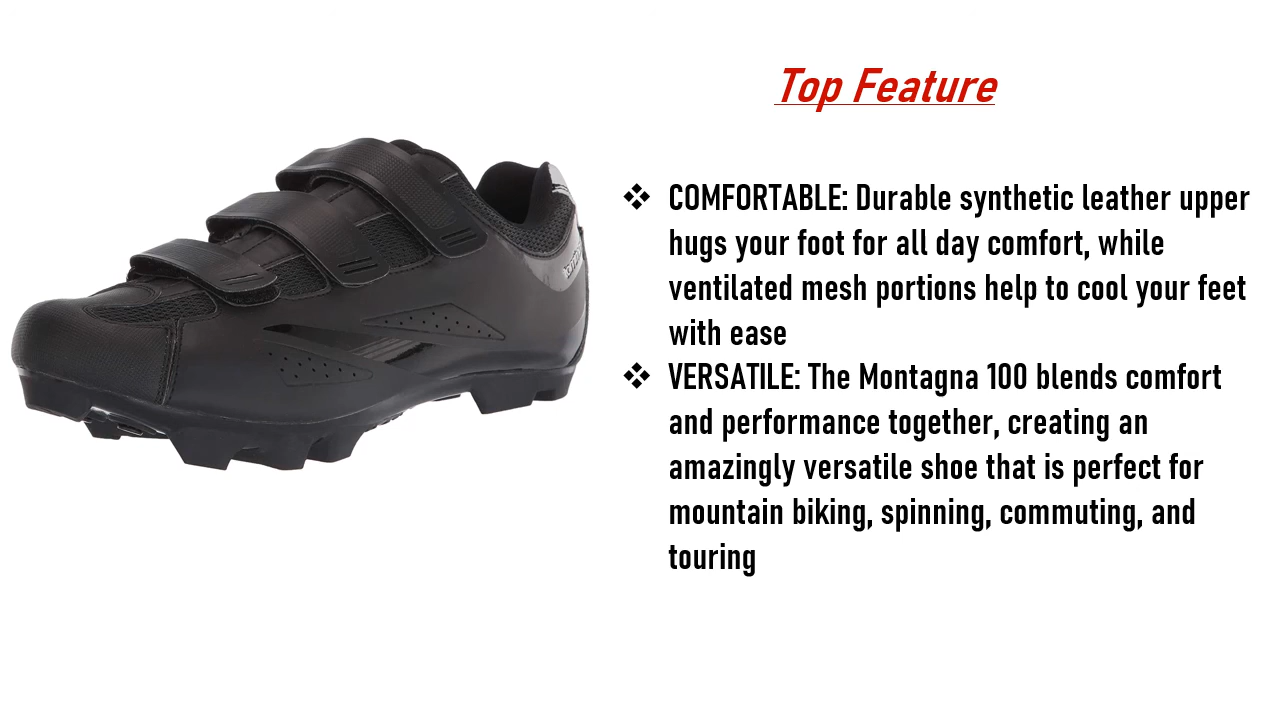 Top Feature
❖ COMFORTABLE: Durable synthetic leather upper
hugs your foot for all day comfort, while
ventilated mesh portions help to cool your feet
with ease
❖ VERSATILE: The Montagna 100 blends comfort
and performance together, creating an
amazingly versatile shoe that is perfect for
mountain biking, spinning, commuting, and
touring